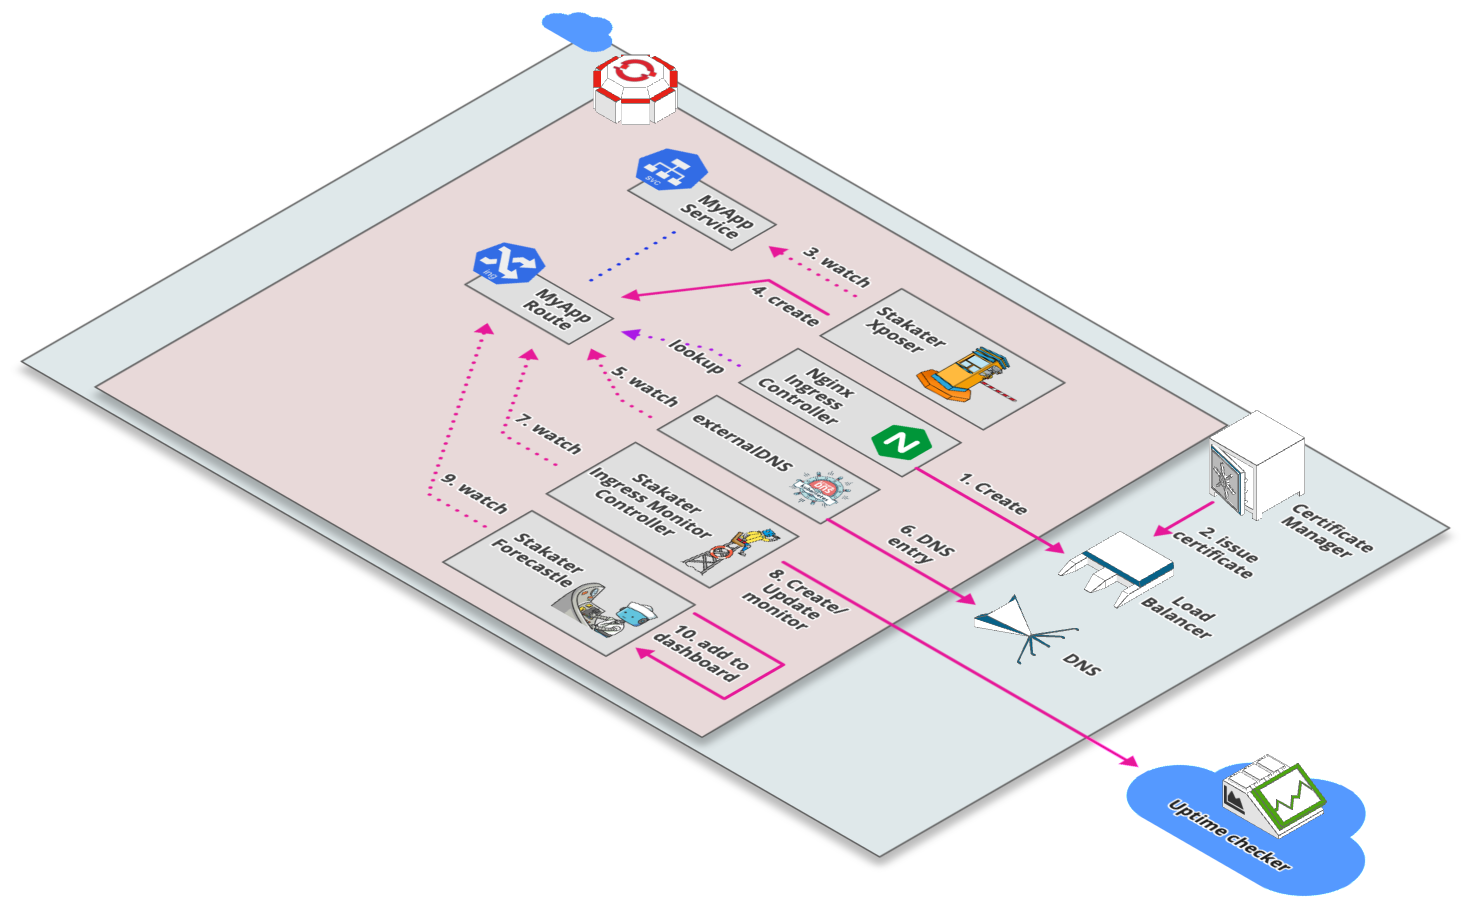 svc
MyApp
Service
3. watch
ing
MyApp
Route
4. create
Stakater
Xposer
lookup
Nginx
Ingress
Controller
N
5. watch
externalDNS
DNS
7. watch
Stakater
Ingress Monitor
Controller
1. Create
9. watch
Stakater
Forecastle
6. DNS
entry
Certificate
Manager
2. issue
certificate
8. Create/
Update
monitor
Load
Balancer
10. add to
dashboard
DNS
Uptime checker